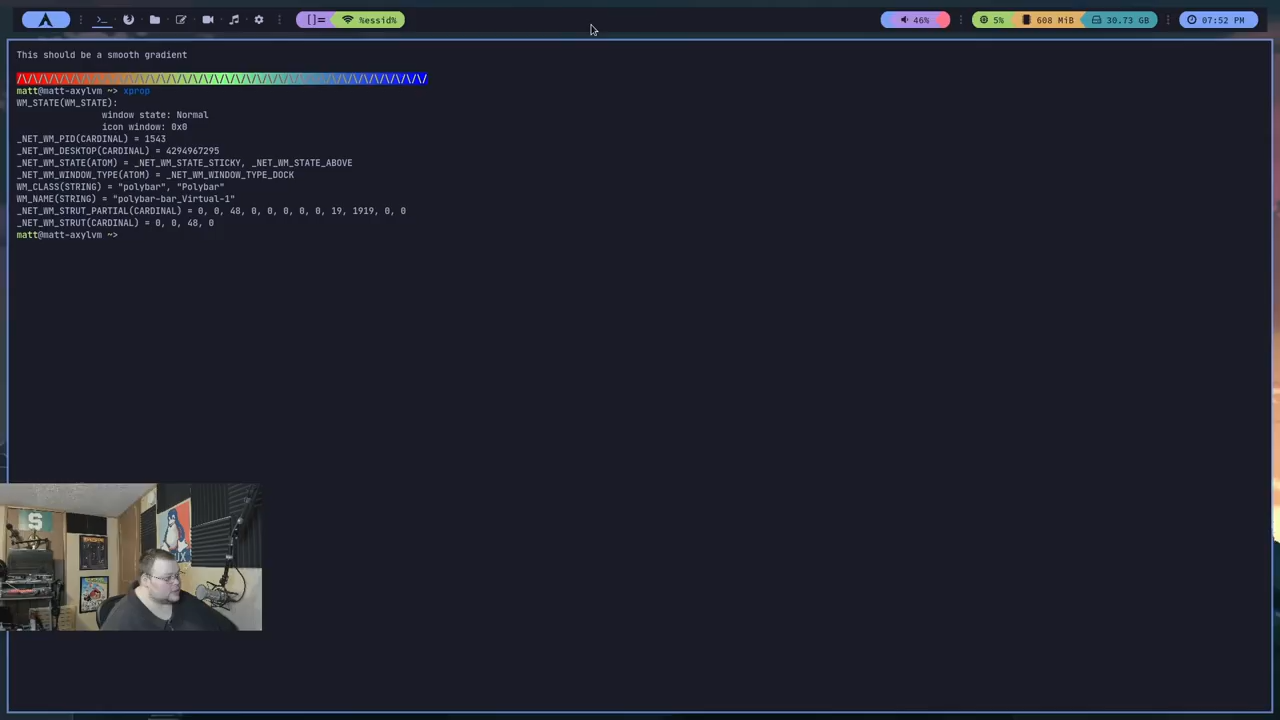 []= %essid% 46% 5% 608 MiB 30.73 GB 07:52 PM
This should be a smooth gradient
/\/\/\/\/\/\/\/\/\/\/\/\/\/\/\/\/\/\/\/\/\/\/\/\/\/\/\/\/\/\/\/\/\/\/\/\/\/\/
matt@matt-axylvm ~> xprop
WM_STATE(WM_STATE):
window state: Normal
icon window: 0x0
_NET_WM_PID(CARDINAL) = 1543
_NET_WM_DESKTOP(CARDINAL) = 4294967295
_NET_WM_STATE(ATOM) = _NET_WM_STATE_STICKY, _NET_WM_STATE_ABOVE
_NET_WM_WINDOW_TYPE(ATOM) = _NET_WM_WINDOW_TYPE_DOCK
WM_CLASS(STRING) = "polybar", "Polybar"
WM_NAME(STRING) = "polybar-bar_Virtual-1"
_NET_WM_STRUT_PARTIAL(CARDINAL) = 0, 0, 48, 0, 0, 0, 0, 0, 19, 1919, 0, 0
_NET_WM_STRUT(CARDINAL) = 0, 0, 48, 0
matt@matt-axylvm ~>
S